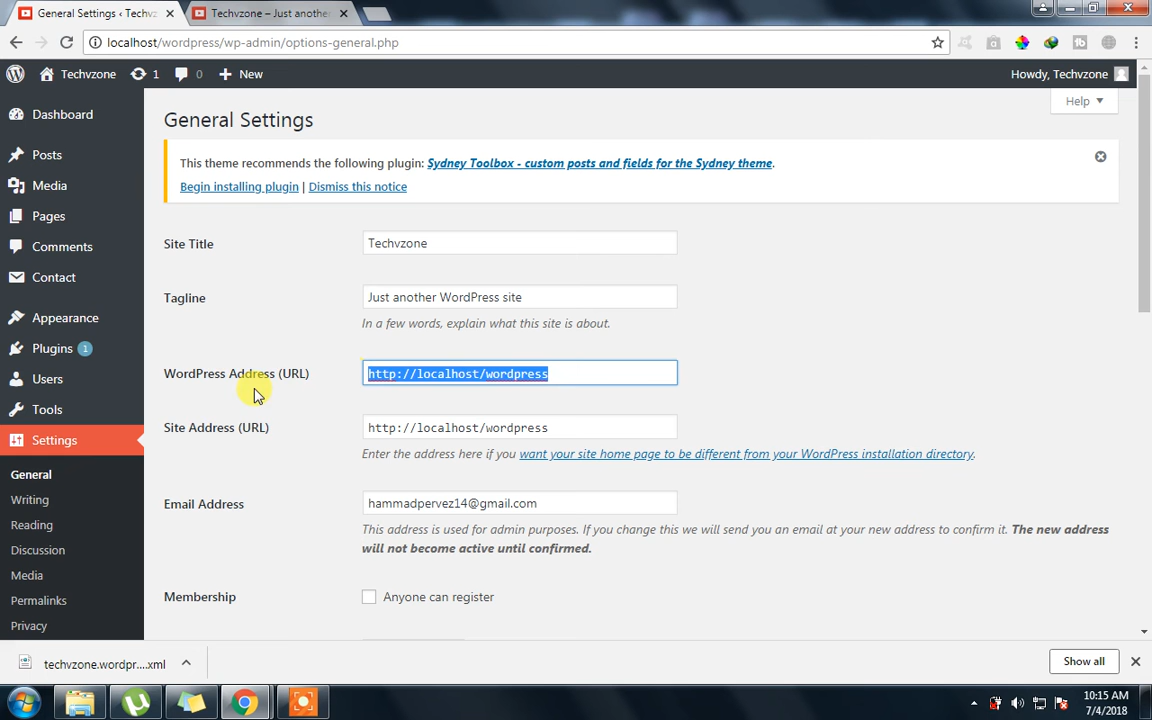 General Settings ‹ Techvz
Techvzone – Just another
localhost/wordpress/wp-admin/options-general.php
Techvzone
1
0
New
Howdy, Techvzone
Dashboard
Posts
Media
Pages
Comments
Contact
Appearance
Plugins 1
Users
Tools
Settings
General
Writing
Reading
Discussion
Media
Permalinks
Privacy
Help
General Settings
This theme recommends the following plugin: Sydney Toolbox - custom posts and fields for the Sydney theme.
Begin installing plugin | Dismiss this notice
Site Title
Techvzone
Tagline
Just another WordPress site
In a few words, explain what this site is about.
WordPress Address (URL)
http://localhost/wordpress
Site Address (URL)
http://localhost/wordpress
Enter the address here if you want your site home page to be different from your WordPress installation directory.
Email Address
hammadpervez14@gmail.com
This address is used for admin purposes. If you change this we will send you an email at your new address to confirm it. The new address
will not become active until confirmed.
Membership
Anyone can register
techvzone.wordpr....xml
Show all
10:15 AM
7/4/2018